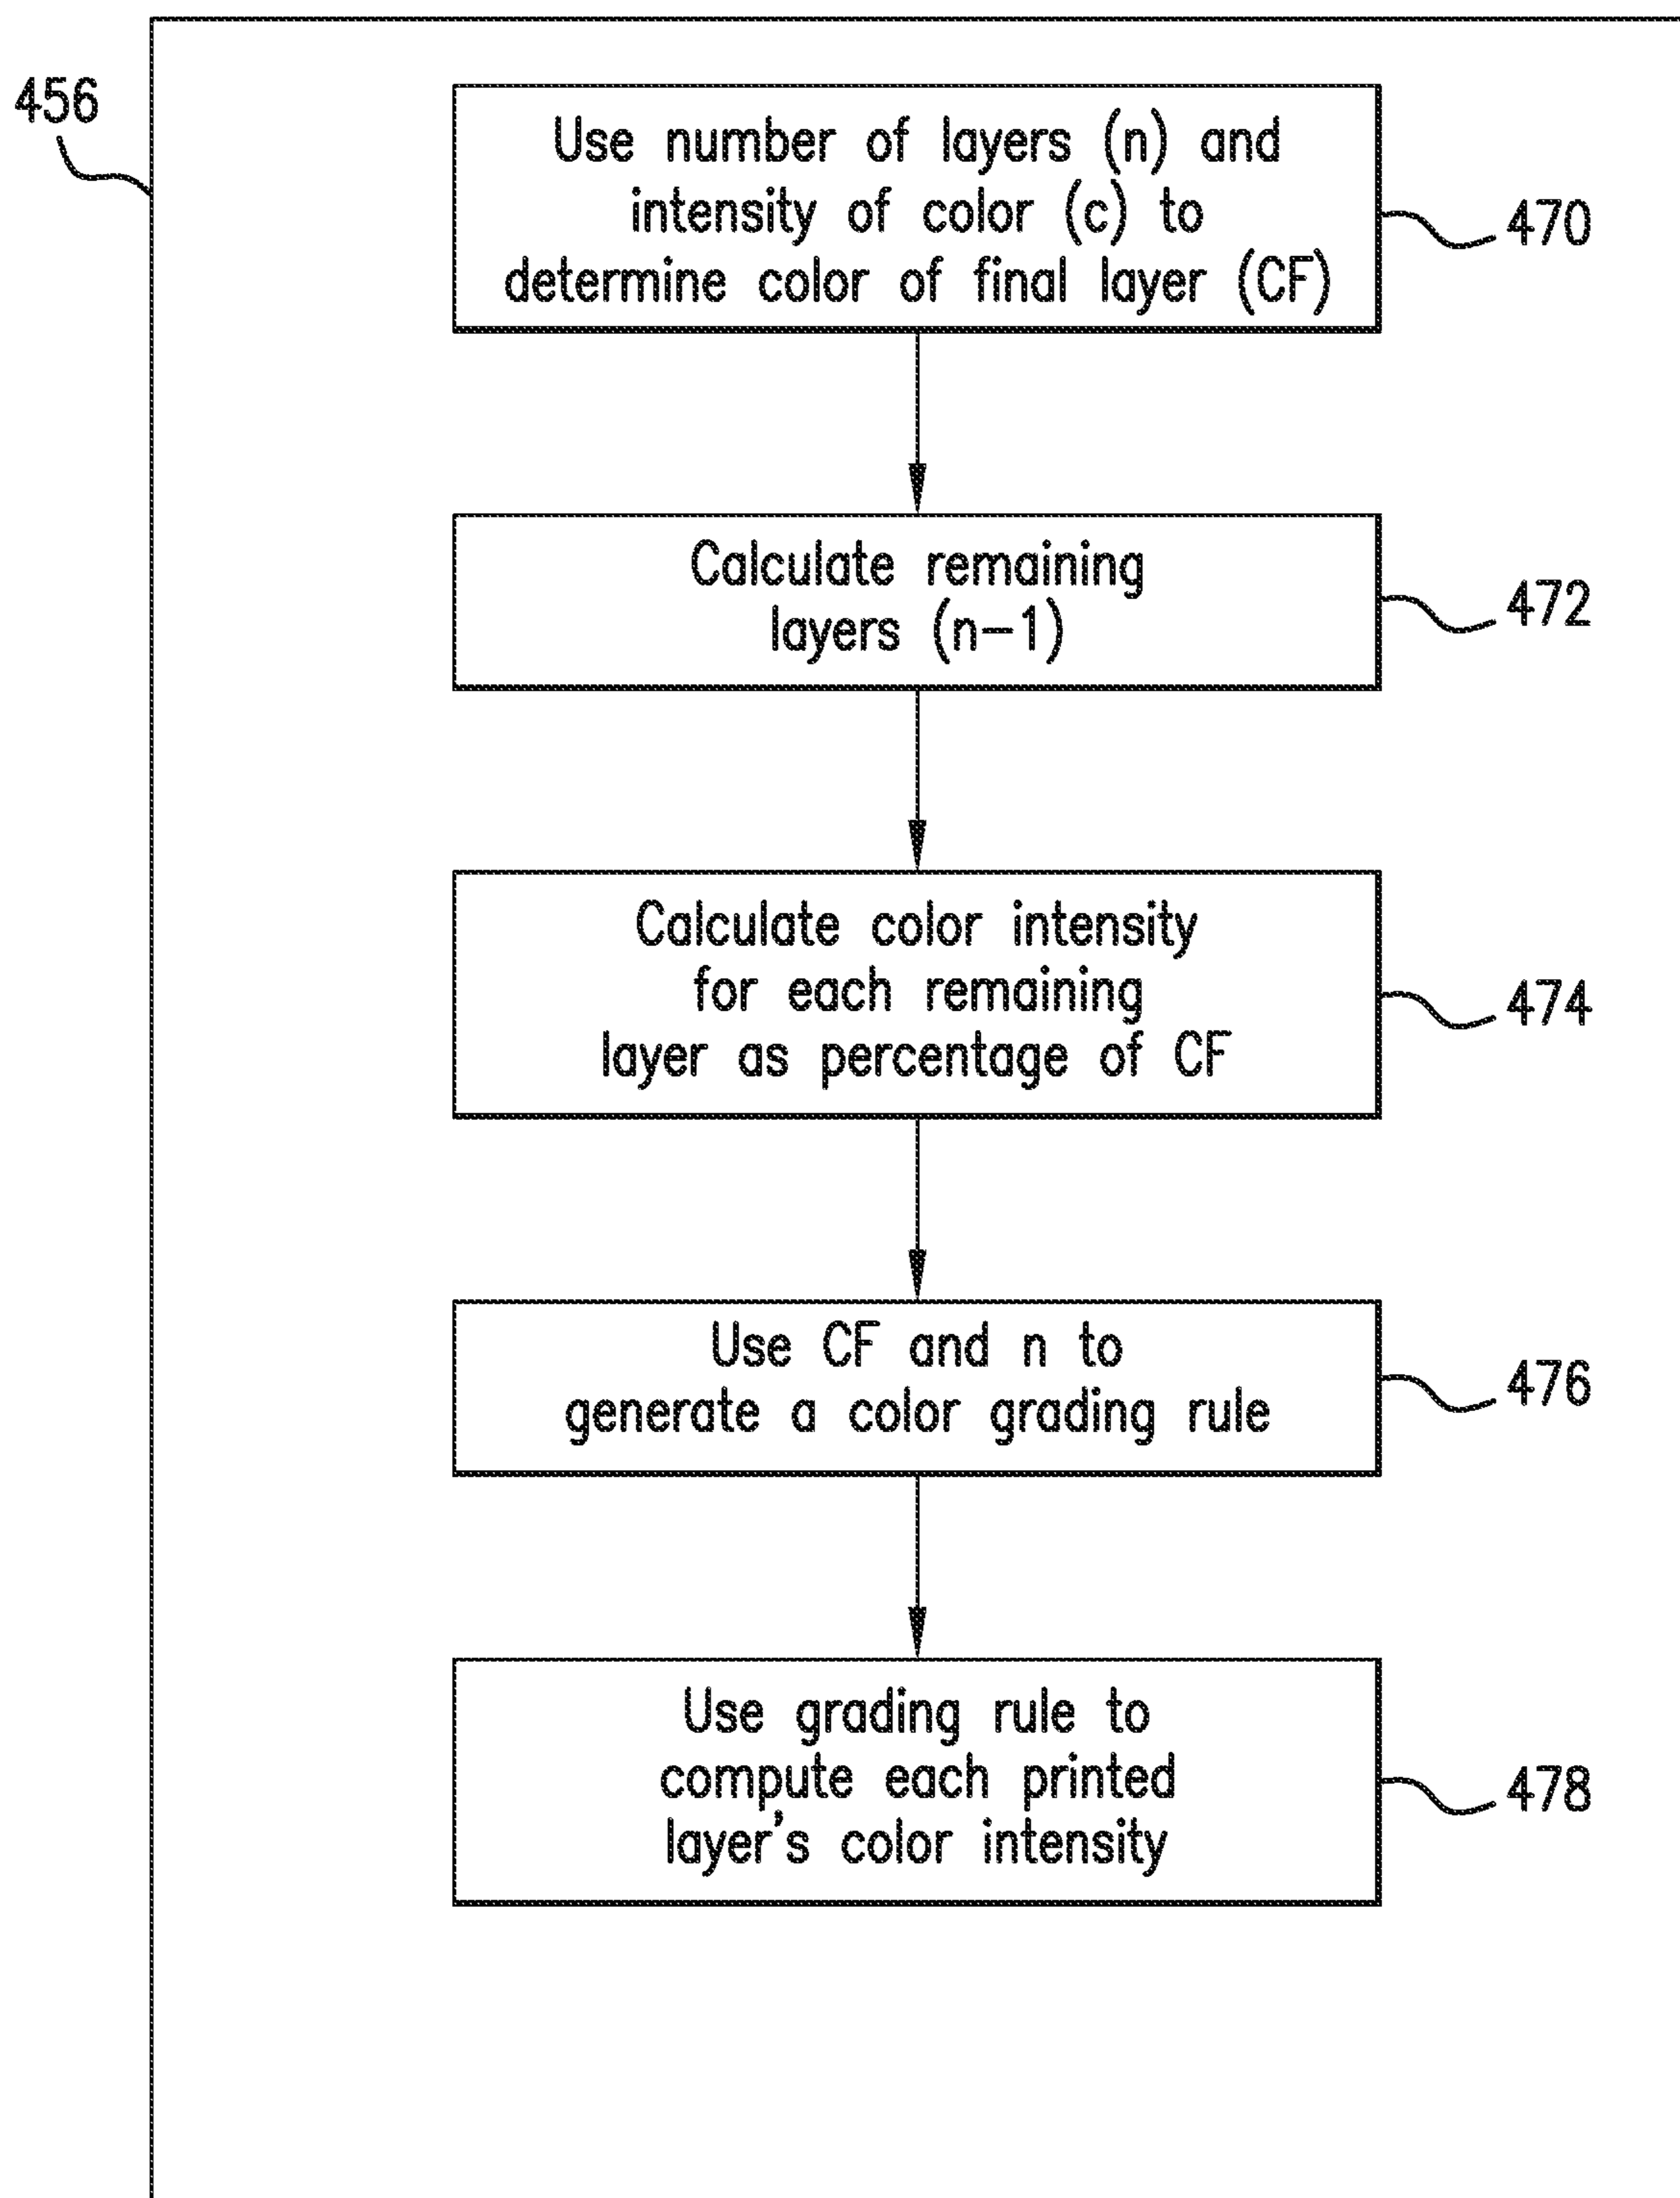 456
Use number of layers (n) and
intensity of color (c) to
determine color of final layer (CF)
470
Calculate remaining
layers (n-1)
472
Calculate color intensity
for each remaining
layer as percentage of CF
474
Use CF and n to
generate a color grading rule
476
Use grading rule to
compute each printed
layer's color intensity
478